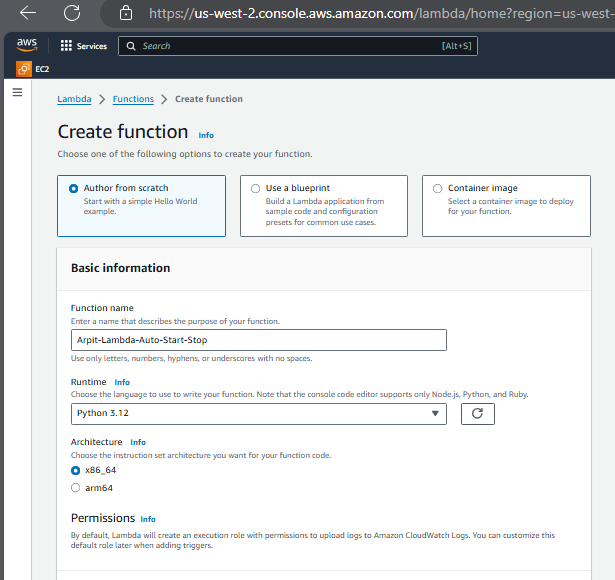 https://us-west-2.console.aws.amazon.com/lambda/home?region=us-west-
aws Services Search [Alt+S]
EC2
Lambda > Functions > Create function
Create function Info
Choose one of the following options to create your function.
Author from scratch
Start with a simple Hello World
example.
Use a blueprint
Build a Lambda application from
sample code and configuration
presets for common use cases.
Container image
Select a container image to deploy
for your function.
Basic information
Function name
Enter a name that describes the purpose of your function.
Arpit-Lambda-Auto-Start-Stop
Use only letters, numbers, hyphens, or underscores with no spaces.
Runtime Info
Choose the language to use to write your function. Note that the console code editor supports only Node.js, Python, and Ruby.
Python 3.12
Architecture Info
Choose the instruction set architecture you want for your function code.
x86_64
arm64
Permissions Info
By default, Lambda will create an execution role with permissions to upload logs to Amazon CloudWatch Logs. You can customize this
default role later when adding triggers.